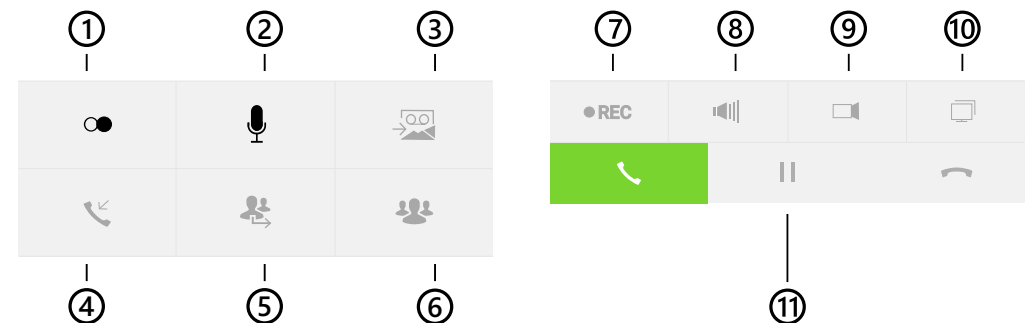 ① ② ③ ⑦ ⑧ ⑨ ⑩
REC
④ ⑤ ⑥ ⑪